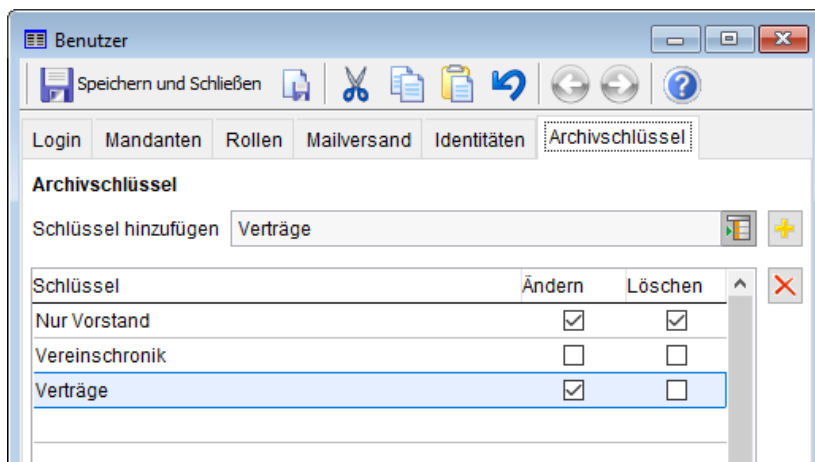 Benutzer
Speichern und Schließen
Login Mandanten Rollen Mailversand Identitäten Archivschlüssel
Archivschlüssel
Schlüssel hinzufügen Verträge
Schlüssel Ändern Löschen
Nur Vorstand
Vereinschronik
Verträge